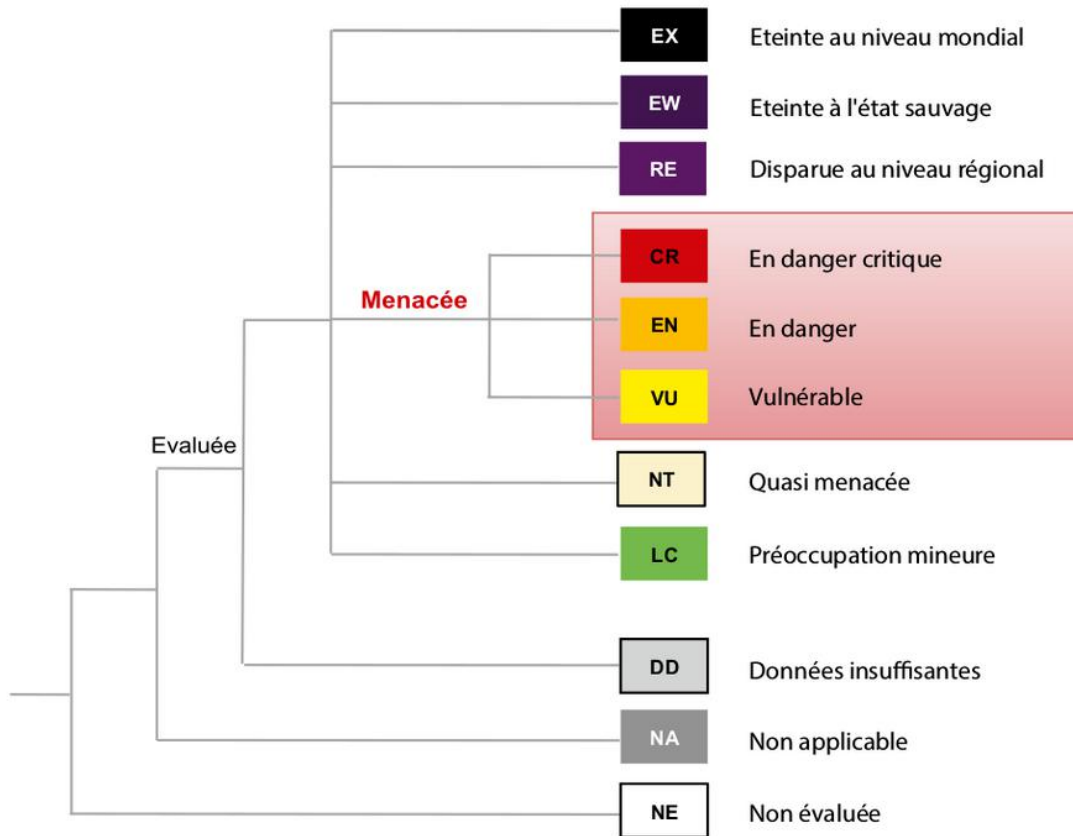 EX Eteinte au niveau mondial
EW Eteinte à l'état sauvage
RE Disparue au niveau régional
CR En danger critique
Menacée
EN En danger
VU Vulnérable
Evaluée
NT Quasi menacée
LC Préoccupation mineure
DD Données insuffisantes
NA Non applicable
NE Non évaluée